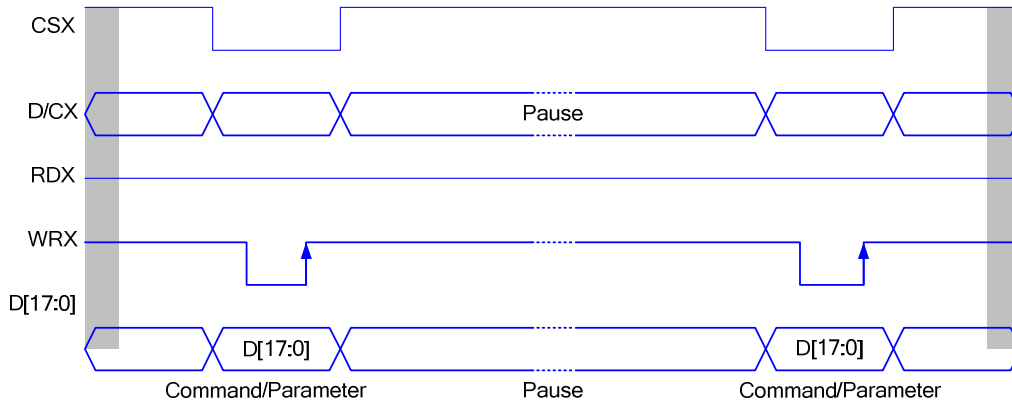 CSX
D/CX
Pause
RDX
WRX
D[17:0]
D[17:0]
D[17:0]
Command/Parameter
Pause
Command/Parameter